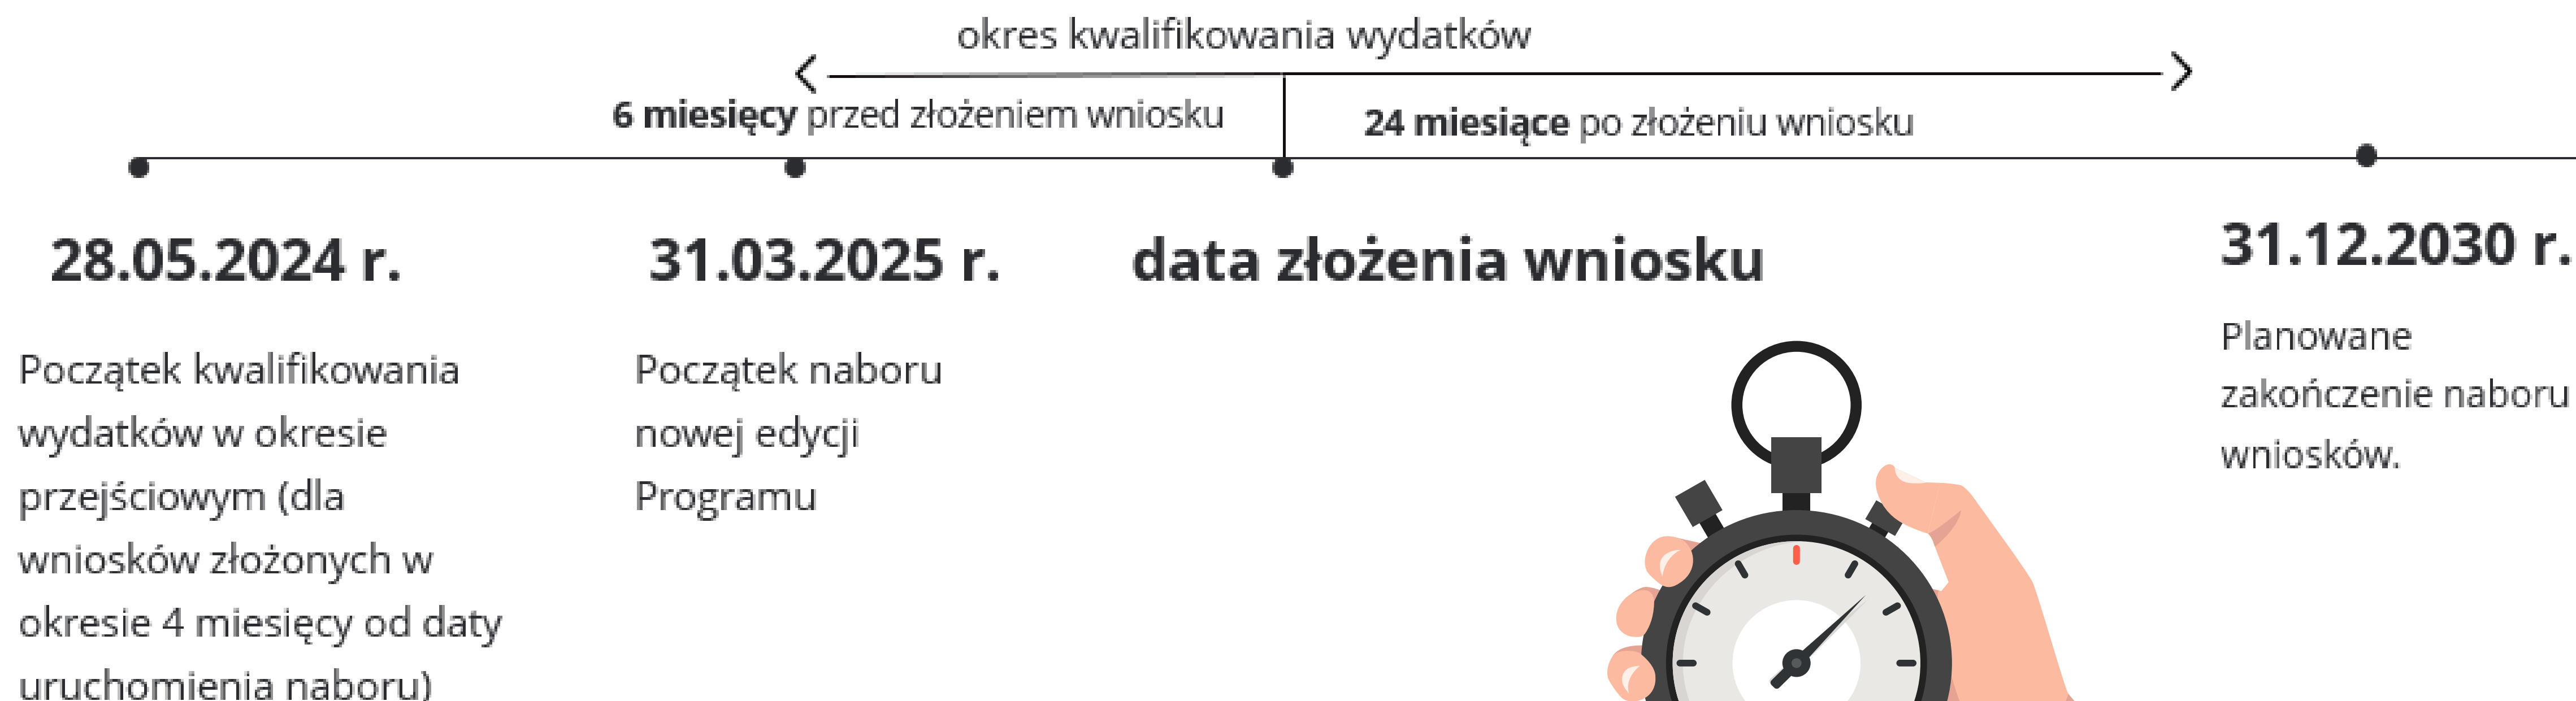 okres kwalifikowania wydatków
6 miesięcy przed złożeniem wniosku
24 miesiące po złożeniu wniosku
28.05.2024 r.
Początek kwalifikowania
wydatków w okresie
przejściowym (dla
wniosków złożonych w
okresie 4 miesięcy od daty
uruchomienia naboru)
31.03.2025 r.
Początek naboru
nowej edycji
Programu
data złożenia wniosku
31.12.2030 r.
Planowane
zakończenie naboru
wniosków.